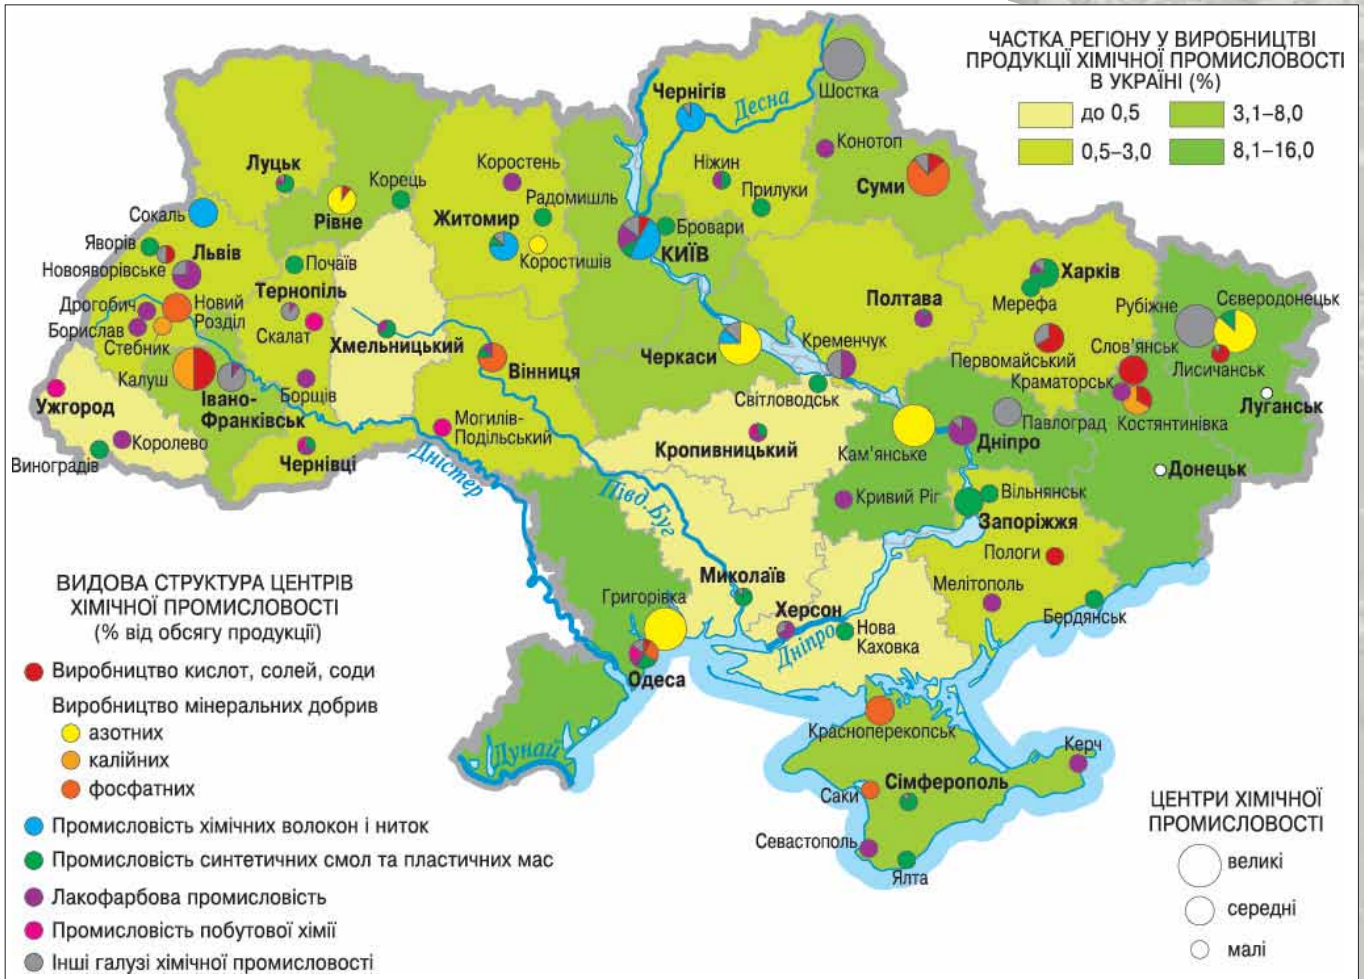 ЧАСТКА РЕГІОНУ У ВИРОБНИЦТВІ
ПРОДУКЦІЇ ХІМІЧНОЇ ПРОМИСЛОВОСТІ
В УКРАЇНІ (%)
до 0,5
3,1–8,0
0,5–3,0
8,1–16,0
Шостка
Чернігів
Десна
Конотоп
Ніжин
Суми
Прилуки
Коростень
Луцьк
Корець
Радомишль
Рівне
Житомир
Бровари
КИЇВ
Коростишів
Сокаль
Яворів
Львів
Новояворівське
Почаїв
Тернопіль
Дрогобич
Новий
Розділ
Борислав
Скалат
Стебник
Хмельницький
Калуш
Івано-
Франківськ
Борщів
Вінниця
Ужгород
Королево
Виноградів
Чернівці
Могилів-
Подільський
Дністер
Півд. Буг
Харків
Мерефа
Полтава
Рубіжне
Сєверодонецьк
Черкаси
Кременчук
Первомайський
Слов'янськ
Лисичанськ
Краматорськ
Світловодськ
Луганськ
Павлоград
Костянтинівка
Кропивницький
Кам'янське
Дніпро
Донецьк
Кривий Ріг
Вільнянськ
Запоріжжя
Пологи
Миколаїв
Мелітополь
Григорівка
Херсон
Бердянськ
Нова
Каховка
Дніпро
Одеса
Дунай
Красноперекопськ
Керч
Сімферополь
Саки
Севастополь
Ялта
ВИДОВА СТРУКТУРА ЦЕНТРІВ
ХІМІЧНОЇ ПРОМИСЛОВОСТІ
(% від обсягу продукції)
Виробництво кислот, солей, соди
Виробництво мінеральних добрив
азотних
калійних
фосфатних
Промисловість хімічних волокон і ниток
Промисловість синтетичних смол та пластичних мас
Лакофарбова промисловість
Промисловість побутової хімії
Інші галузі хімічної промисловості
ЦЕНТРИ ХІМІЧНОЇ
ПРОМИСЛОВОСТІ
великі
середні
малі